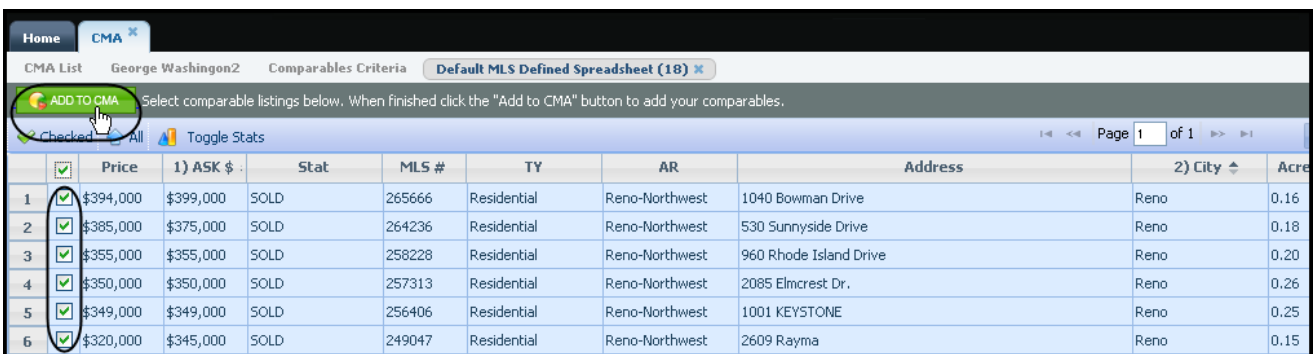 Home CMA
CMA List George Washingon2 Comparables Criteria Default MLS Defined Spreadsheet (18)
ADD TO CMA Select comparable listings below. When finished click the "Add to CMA" button to add your comparables.
Checked All Toggle Stats Page 1 of 1
Price 1) ASK $ Stat MLS # TY AR Address 2) City Acre
1 $394,000 $399,000 SOLD 265666 Residential Reno-Northwest 1040 Bowman Drive Reno 0.16
2 $385,000 $375,000 SOLD 264236 Residential Reno-Northwest 530 Sunnyside Drive Reno 0.18
3 $355,000 $355,000 SOLD 258228 Residential Reno-Northwest 960 Rhode Island Drive Reno 0.20
4 $350,000 $350,000 SOLD 257313 Residential Reno-Northwest 2085 Elmcrest Dr. Reno 0.26
5 $349,000 $349,000 SOLD 256406 Residential Reno-Northwest 1001 KEYSTONE Reno 0.25
6 $320,000 $345,000 SOLD 249047 Residential Reno-Northwest 2609 Rayma Reno 0.15